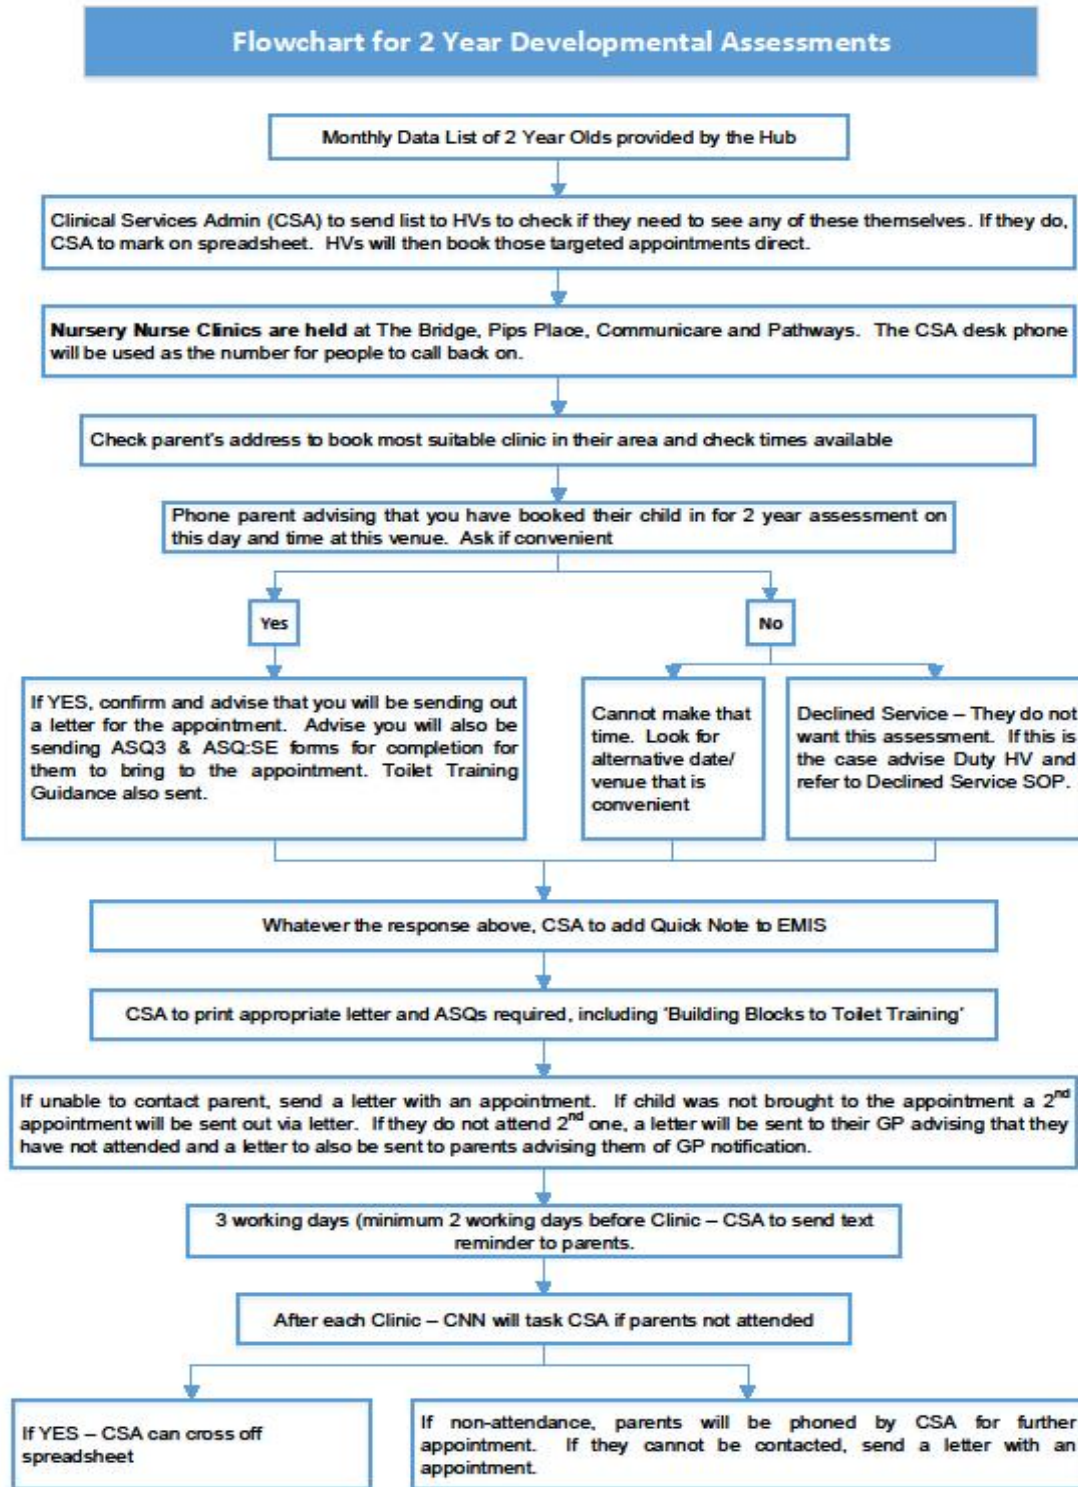 Flowchart for 2 Year Developmental Assessments
Monthly Data List of 2 Year Olds provided by the Hub
Clinical Services Admin (CSA) to send list to HVs to check if they need to see any of these themselves. If they do,
CSA to mark on spreadsheet. HVs will then book those targeted appointments direct.
Nursery Nurse Clinics are held at The Bridge, Pips Place, Communicare and Pathways. The CSA desk phone
will be used as the number for people to call back on.
Check parent's address to book most suitable clinic in their area and check times available
Phone parent advising that you have booked their child in for 2 year assessment on
this day and time at this venue. Ask if convenient
Yes
No
If YES, confirm and advise that you will be sending out
a letter for the appointment. Advise you will also be
sending ASQ3 & ASQ:SE forms for completion for
them to bring to the appointment. Toilet Training
Guidance also sent.
Cannot make that
time. Look for
alternative date/
venue that is
convenient
Declined Service – They do not
want this assessment. If this is
the case advise Duty HV and
refer to Declined Service SOP.
Whatever the response above, CSA to add Quick Note to EMIS
CSA to print appropriate letter and ASQs required, including 'Building Blocks to Toilet Training'
If unable to contact parent, send a letter with an appointment. If child was not brought to the appointment a 2nd
appointment will be sent out via letter. If they do not attend 2nd one, a letter will be sent to their GP advising that they
have not attended and a letter to also be sent to parents advising them of GP notification.
3 working days (minimum 2 working days before Clinic – CSA to send text
reminder to parents.
After each Clinic – CNN will task CSA if parents not attended
If YES – CSA can cross off
spreadsheet
If non-attendance, parents will be phoned by CSA for further
appointment. If they cannot be contacted, send a letter with an
appointment.